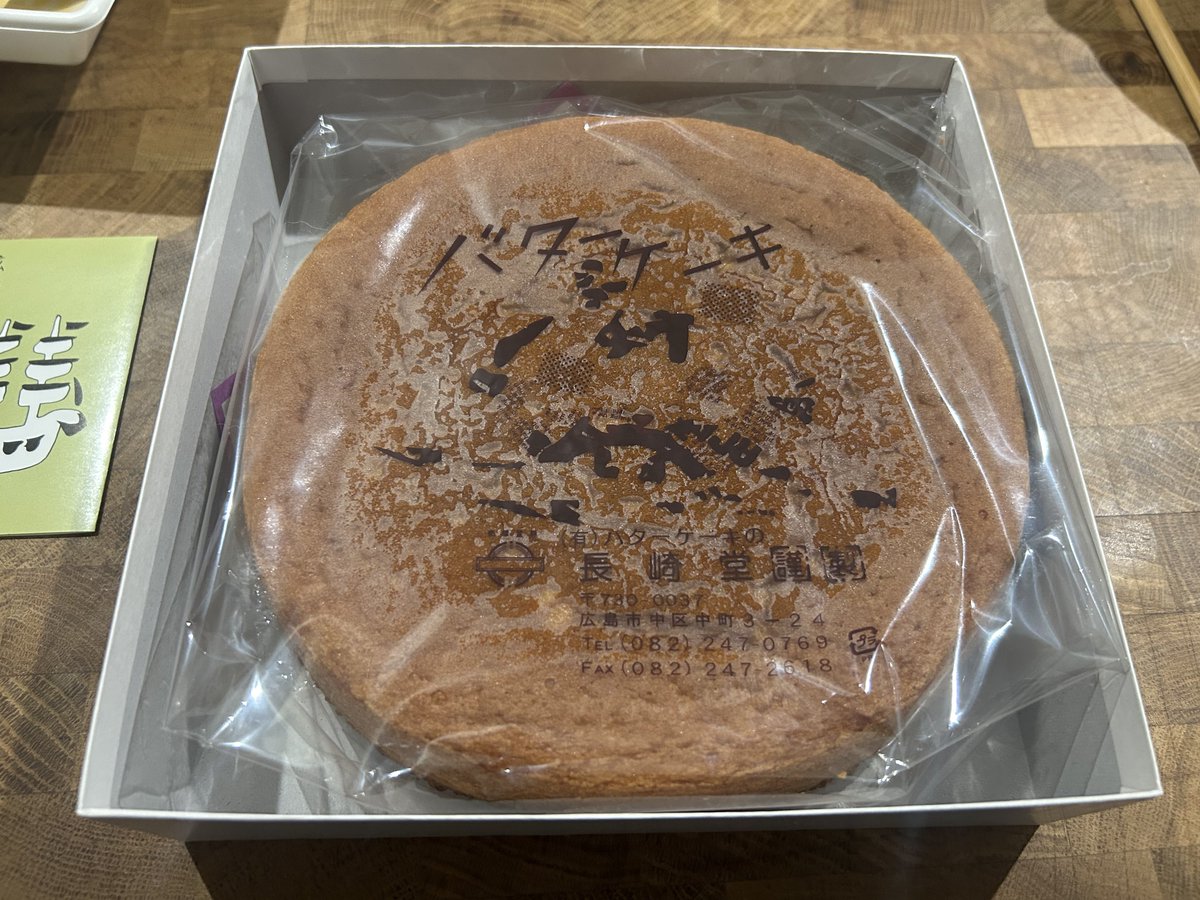 バターケーキ
(有)バターケーキの
長崎堂謹製
〒730-0037
広島市中区中町3-24
TEL(082)247-0769
FAX(082)247-2618